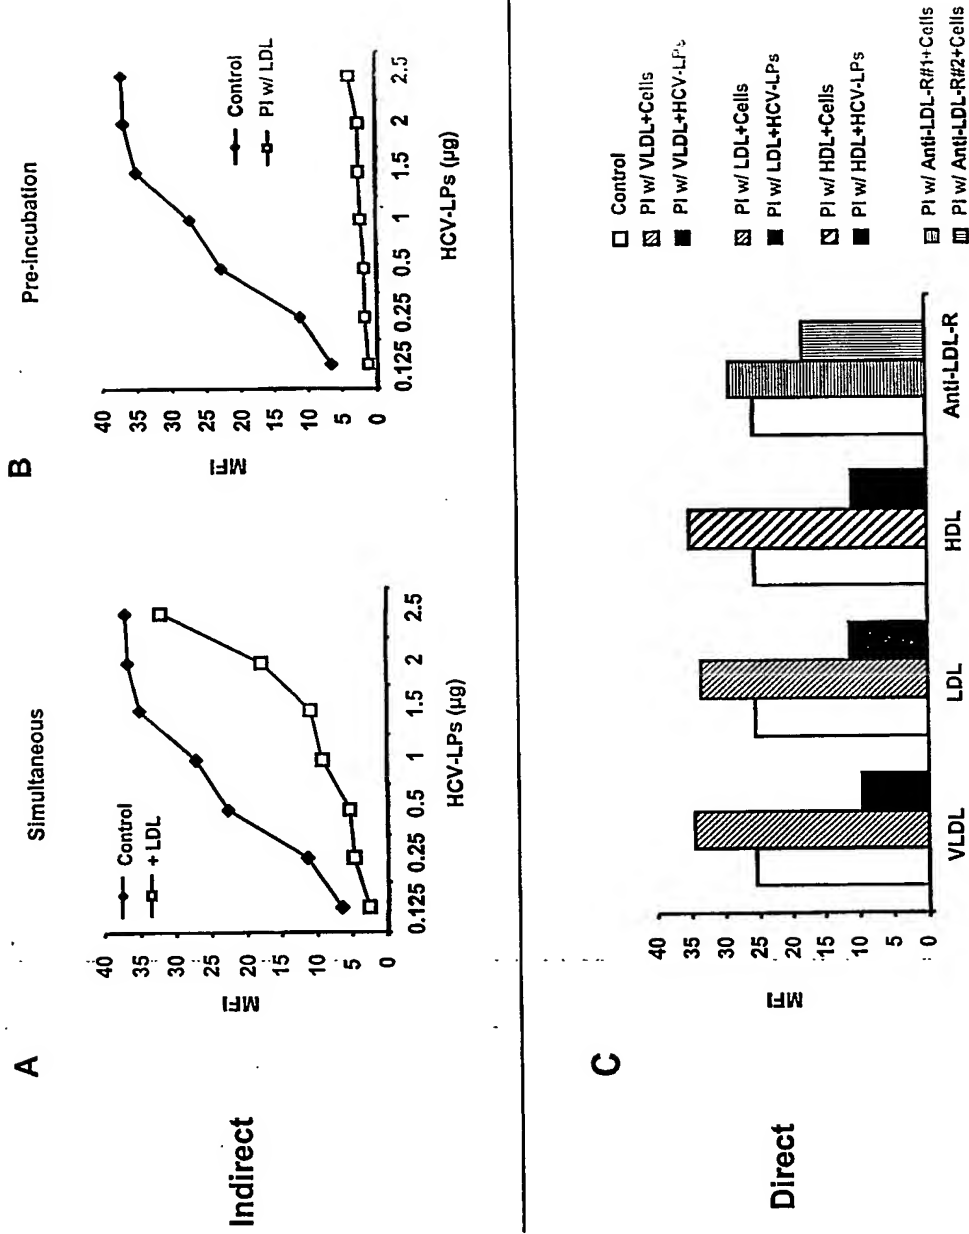 Indirect
A
Simultaneous
Control
+ LDL
MFI
40
35
30
25
20
15
10
5
0
0.125 0.25 0.5 1 1.5 2 2.5
HCV-LPs (µg)
B
Pre-incubation
Control
PI w/ LDL
MFI
40
35
30
25
20
15
10
5
0
0.125 0.25 0.5 1 1.5 2 2.5
HCV-LPs (µg)
Direct
C
MFI
40
35
30
25
20
15
10
5
0
VLDL LDL HDL Anti-LDL-R
Control
PI w/ VLDL+Cells
PI w/ VLDL+HCV-LPs
PI w/ LDL+Cells
PI w/ LDL+HCV-LPs
PI w/ HDL+Cells
PI w/ HDL+HCV-LPs
PI w/ Anti-LDL-R#1+Cells
PI w/ Anti-LDL-R#2+Cells